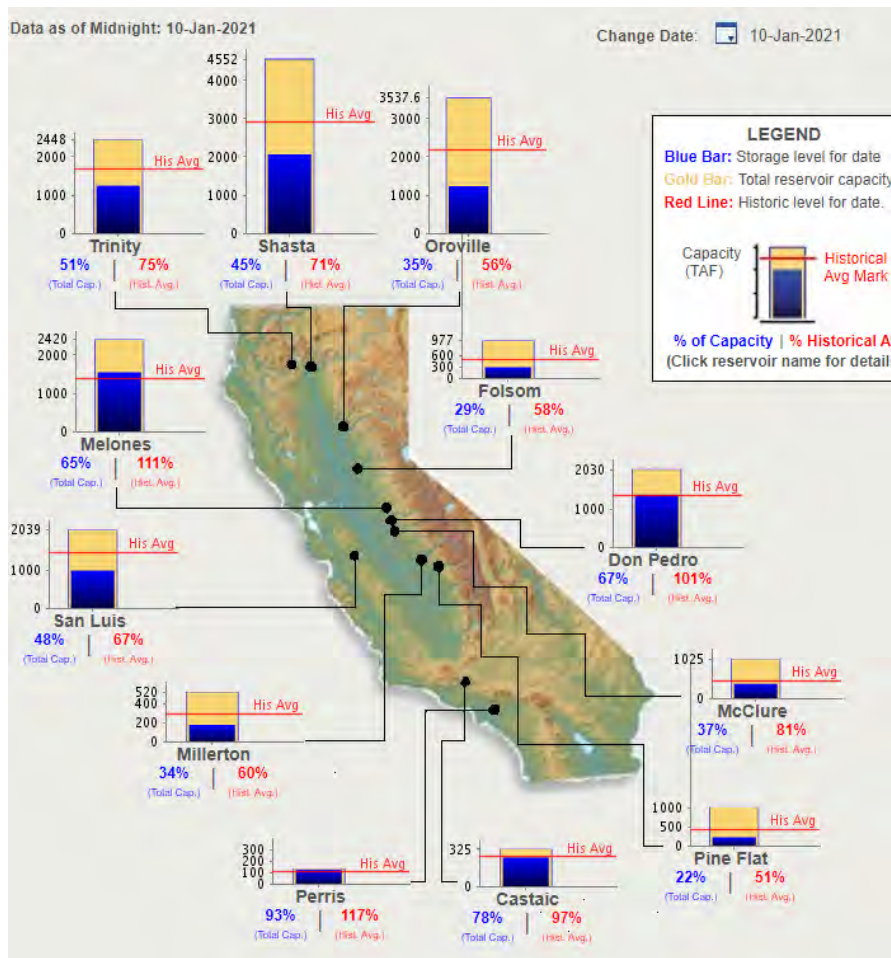 Data as of Midnight: 10-Jan-2021
Change Date: 10-Jan-2021
4552
4000
3000
2000
1000
0
His Avg
Shasta
45% | 71%
(Total Cap.) (Hist. Avg.)
3537.6
3000
2000
1000
0
His Avg
Oroville
35% | 56%
(Total Cap.) (Hist. Avg.)
2448
2000
1000
0
His Avg
Trinity
51% | 75%
(Total Cap.) (Hist. Avg.)
LEGEND
Blue Bar: Storage level for date
Gold Bar: Total reservoir capacity
Red Line: Historic level for date.
Capacity
(TAF)
Historical
Avg Mark
% of Capacity | % Historical A
(Click reservoir name for detail
2420
2000
1000
0
His Avg
Melones
65% | 111%
(Total Cap.) (Hist. Avg.)
977
600
300
0
His Avg
Folsom
29% | 58%
(Total Cap.) (Hist. Avg.)
2030
1000
0
His Avg
Don Pedro
67% | 101%
(Total Cap.) (Hist. Avg.)
2039
1000
0
His Avg
San Luis
48% | 67%
(Total Cap.) (Hist. Avg.)
1025
0
His Avg
McClure
37% | 81%
(Total Cap.) (Hist. Avg.)
520
400
200
0
His Avg
Millerton
34% | 60%
(Total Cap.) (Hist. Avg.)
1000
500
0
His Avg
Pine Flat
22% | 51%
(Total Cap.) (Hist. Avg.)
300
200
100
0
His Avg
Perris
93% | 117%
(Total Cap.) (Hist. Avg.)
325
0
His Avg
Castaic
78% | 97%
(Total Cap.) (Hist. Avg.)